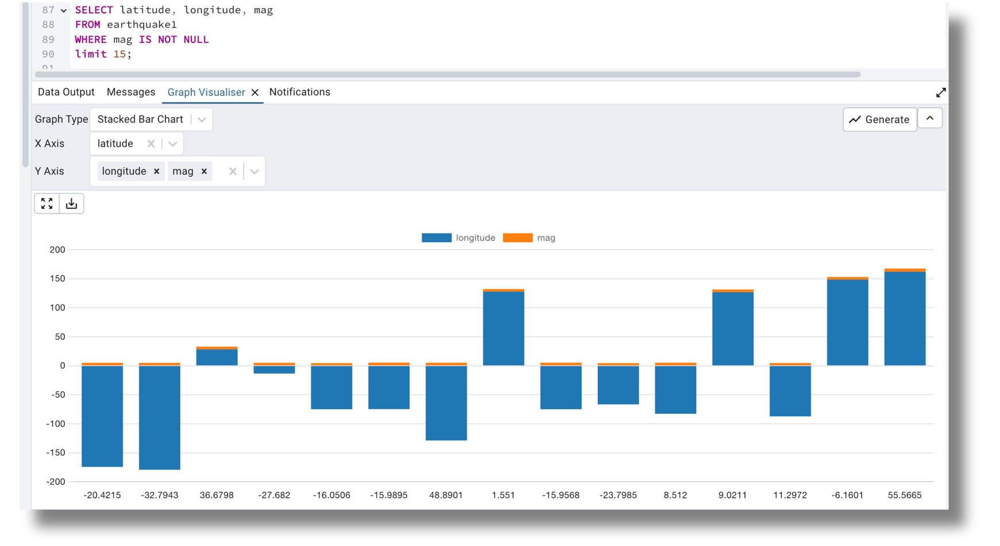 87 SELECT latitude, longitude, mag
88 FROM earthquake1
89 WHERE mag IS NOT NULL
90 limit 15;
91
Data Output Messages Graph Visualiser Notifications
Graph Type Stacked Bar Chart Generate
X Axis latitude
Y Axis longitude mag
longitude mag
200
150
100
50
0
-50
-100
-150
-200
-20.4215 -32.7943 36.6798 -27.682 -16.0506 -15.9895 48.8901 1.551 -15.9568 -23.7985 8.512 9.0211 11.2972 -6.1601 55.5665